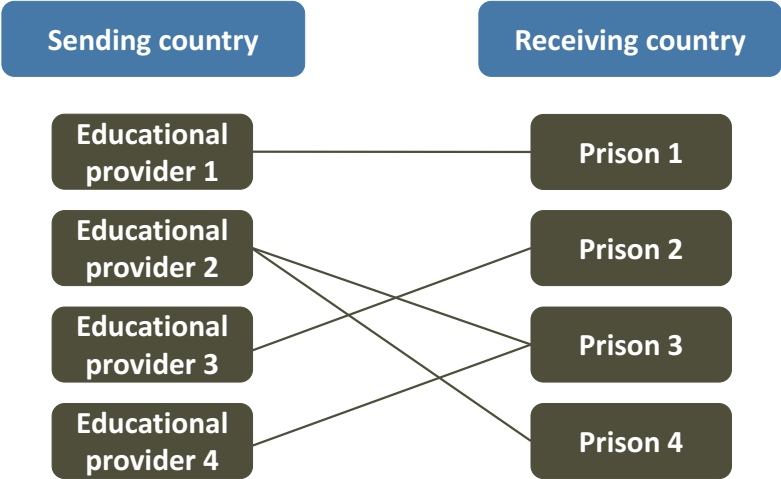 Sending country
Receiving country
Educational
provider 1
Prison 1
Educational
provider 2
Prison 2
Educational
provider 3
Prison 3
Educational
provider 4
Prison 4